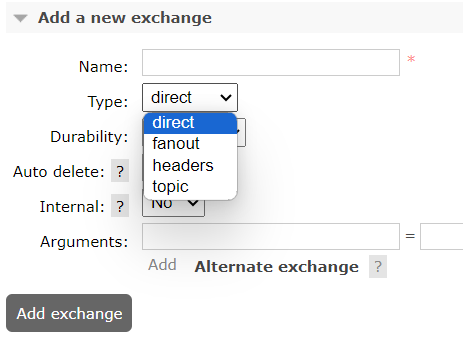 Add a new exchange
Name: *
Type: direct
direct
Durability:
fanout
Auto delete: ?
headers
topic
Internal: ? No
Arguments: =
Add Alternate exchange ?
Add exchange